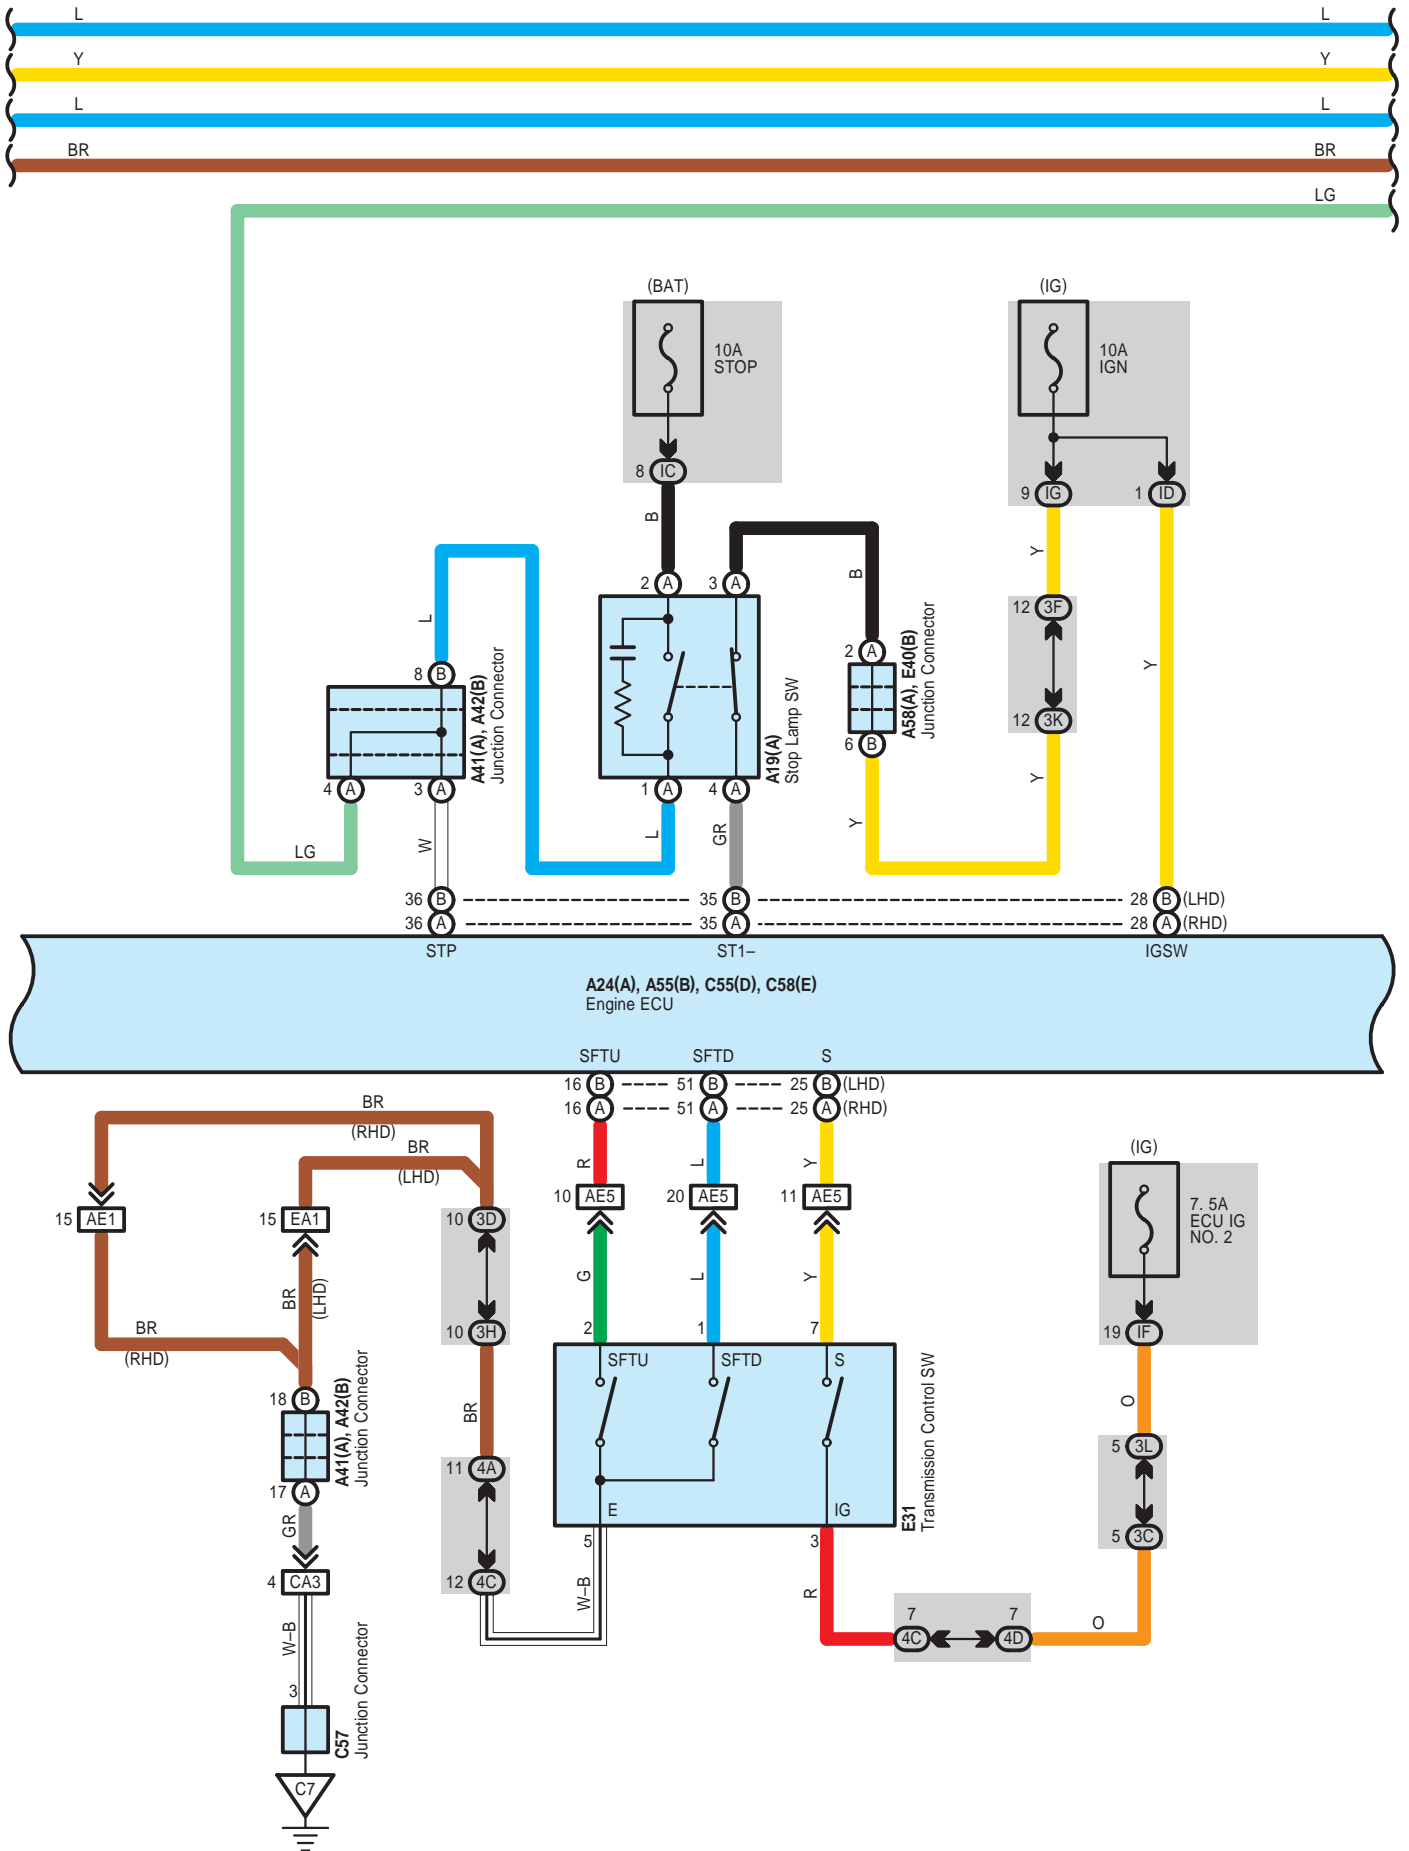 L L
Y Y
L L
BR BR
LG
(BAT) (IG)
10A
STOP
10A
IGN
8 IC
9 IG 1 ID
B
B
Y
Y
2 A 3 A
12 3F
L
8 B
2 A
12 3K
6 B
A41(A), A42(B)
Junction Connector
A19(A)
Stop Lamp SW
A58(A), E40(B)
Junction Connector
4 A 3 A 1 A 4 A
LG
W
L
GR
Y
Y
36 B 35 B 28 B (LHD)
36 A 35 A 28 A (RHD)
STP ST1– IGSW
A24(A), A55(B), C55(D), C58(E)
Engine ECU
SFTU SFTD S
16 B 51 B 25 B (LHD)
16 A 51 A 25 A (RHD)
BR
(RHD)
BR
(LHD)
R
L
Y
(IG)
10 AE5 20 AE5 11 AE5
7. 5A
ECU IG
NO. 2
15 AE1 15 EA1 10 3D
BR
(LHD)
G
L
Y
BR
(RHD)
10 3H
2 1 7
19 IF
SFTU SFTD S
18 B
BR
O
A41(A), A42(B)
Junction Connector
11 4A
5 3L
17 A
E IG
E31
Transmission Control SW
GR
5 3
5 3C
4 CA3
12 4C
W–B
R
W–B
7 7
4C 4D
O
3
C57
Junction Connector
C7